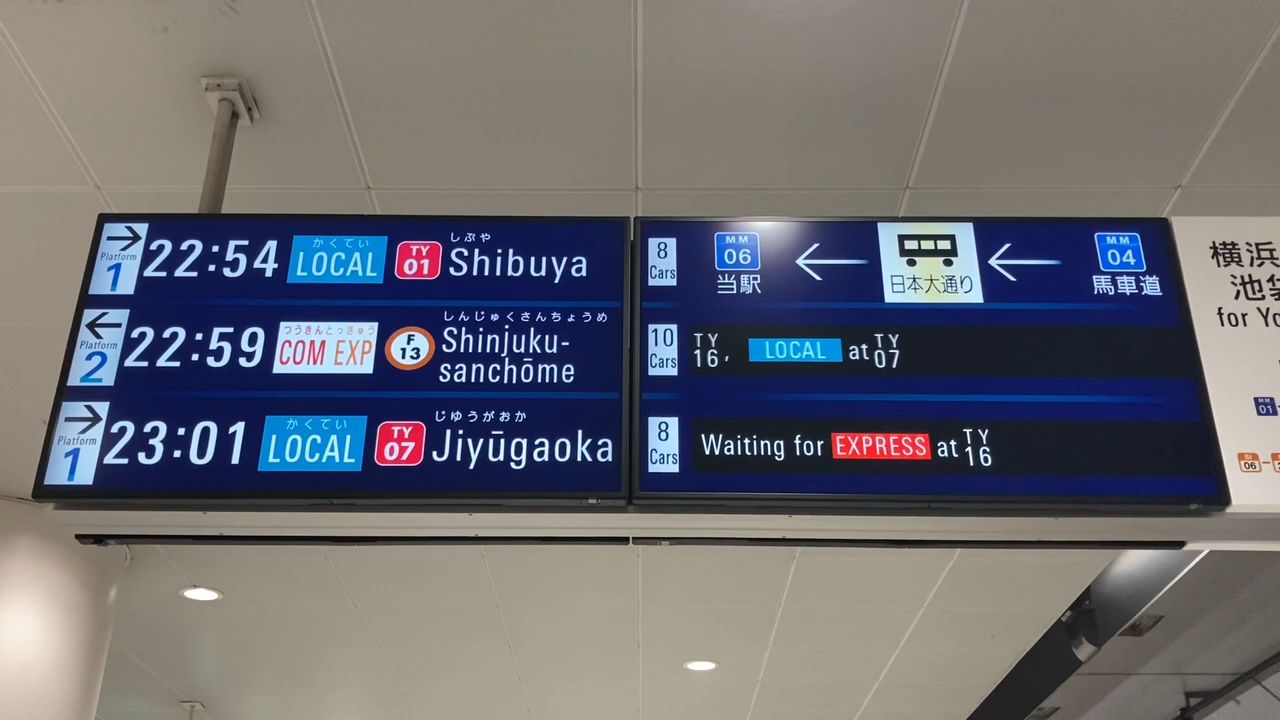 → Platform 1 22:54 かくてい LOCAL TY 01 しぶや Shibuya
8 Cars MM 06 当駅 ← 日本大通り ← MM 04 馬車道
← Platform 2 22:59 つうきんとっきゅう COM EXP F 13 しんじゅくさんちょうめ Shinjuku-sanchōme
10 Cars TY 16, LOCAL at TY 07
→ Platform 1 23:01 かくてい LOCAL TY 07 じゆうがおか Jiyūgaoka
8 Cars Waiting for EXPRESS at TY 16
横浜
池
for Yo
MM 01
06